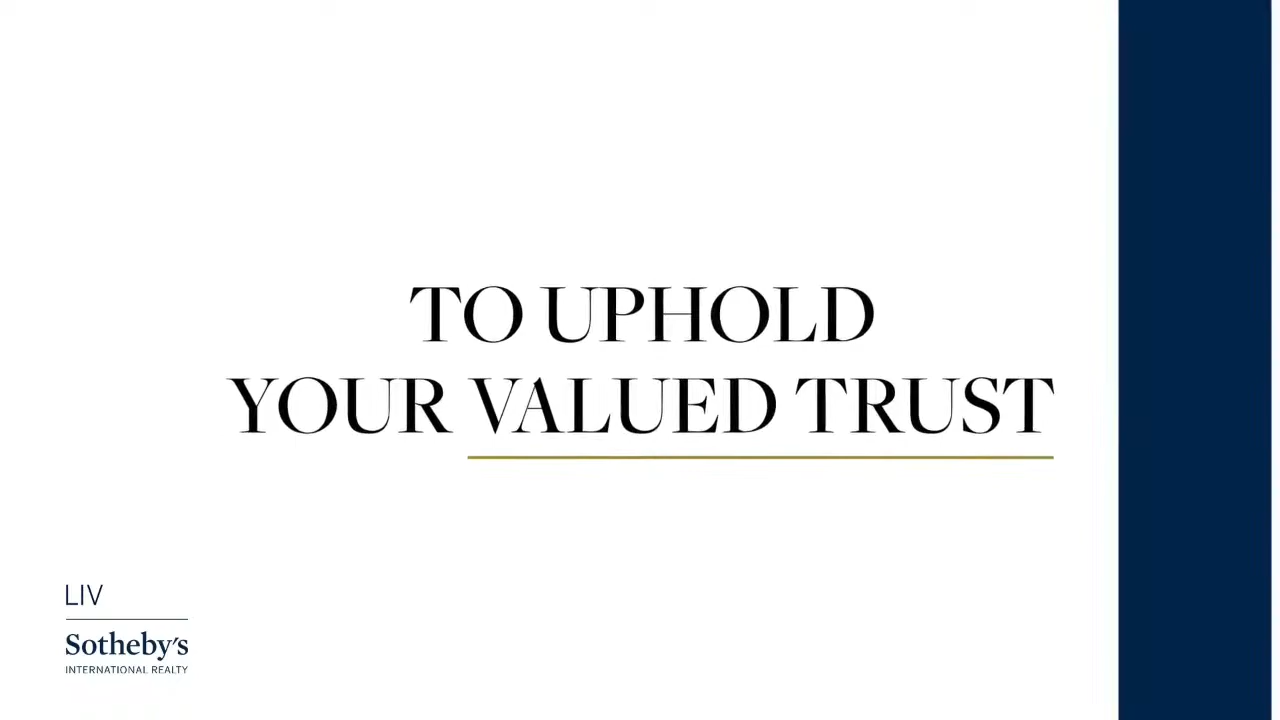 TO UPHOLD
YOUR VALUED TRUST
LIV
Sotheby's
INTERNATIONAL REALTY